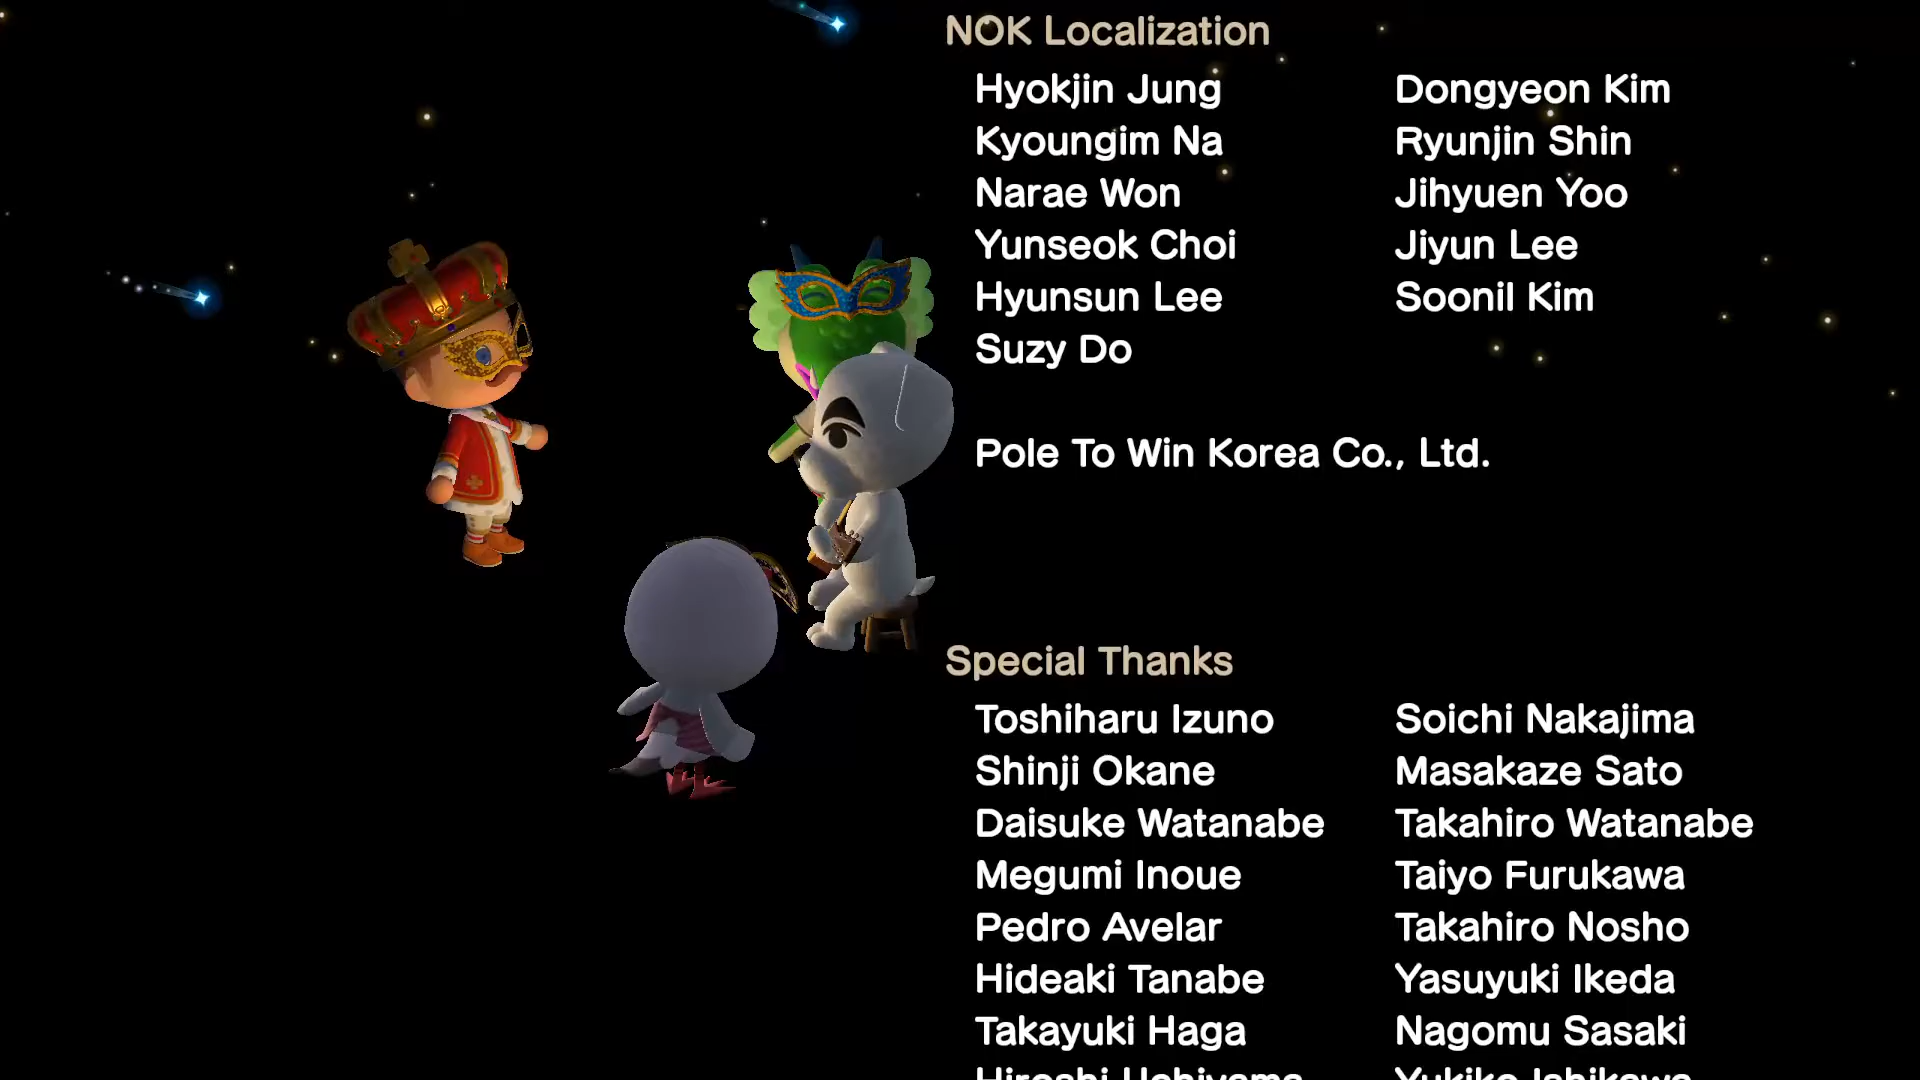 NOK Localization
Hyokjin Jung Dongyeon Kim
Kyoungim Na Ryunjin Shin
Narae Won Jihyuen Yoo
Yunseok Choi Jiyun Lee
Hyunsun Lee Soonil Kim
Suzy Do
Pole To Win Korea Co., Ltd.
Special Thanks
Toshiharu Izuno Soichi Nakajima
Shinji Okane Masakaze Sato
Daisuke Watanabe Takahiro Watanabe
Megumi Inoue Taiyo Furukawa
Pedro Avelar Takahiro Nosho
Hideaki Tanabe Yasuyuki Ikeda
Takayuki Haga Nagomu Sasaki